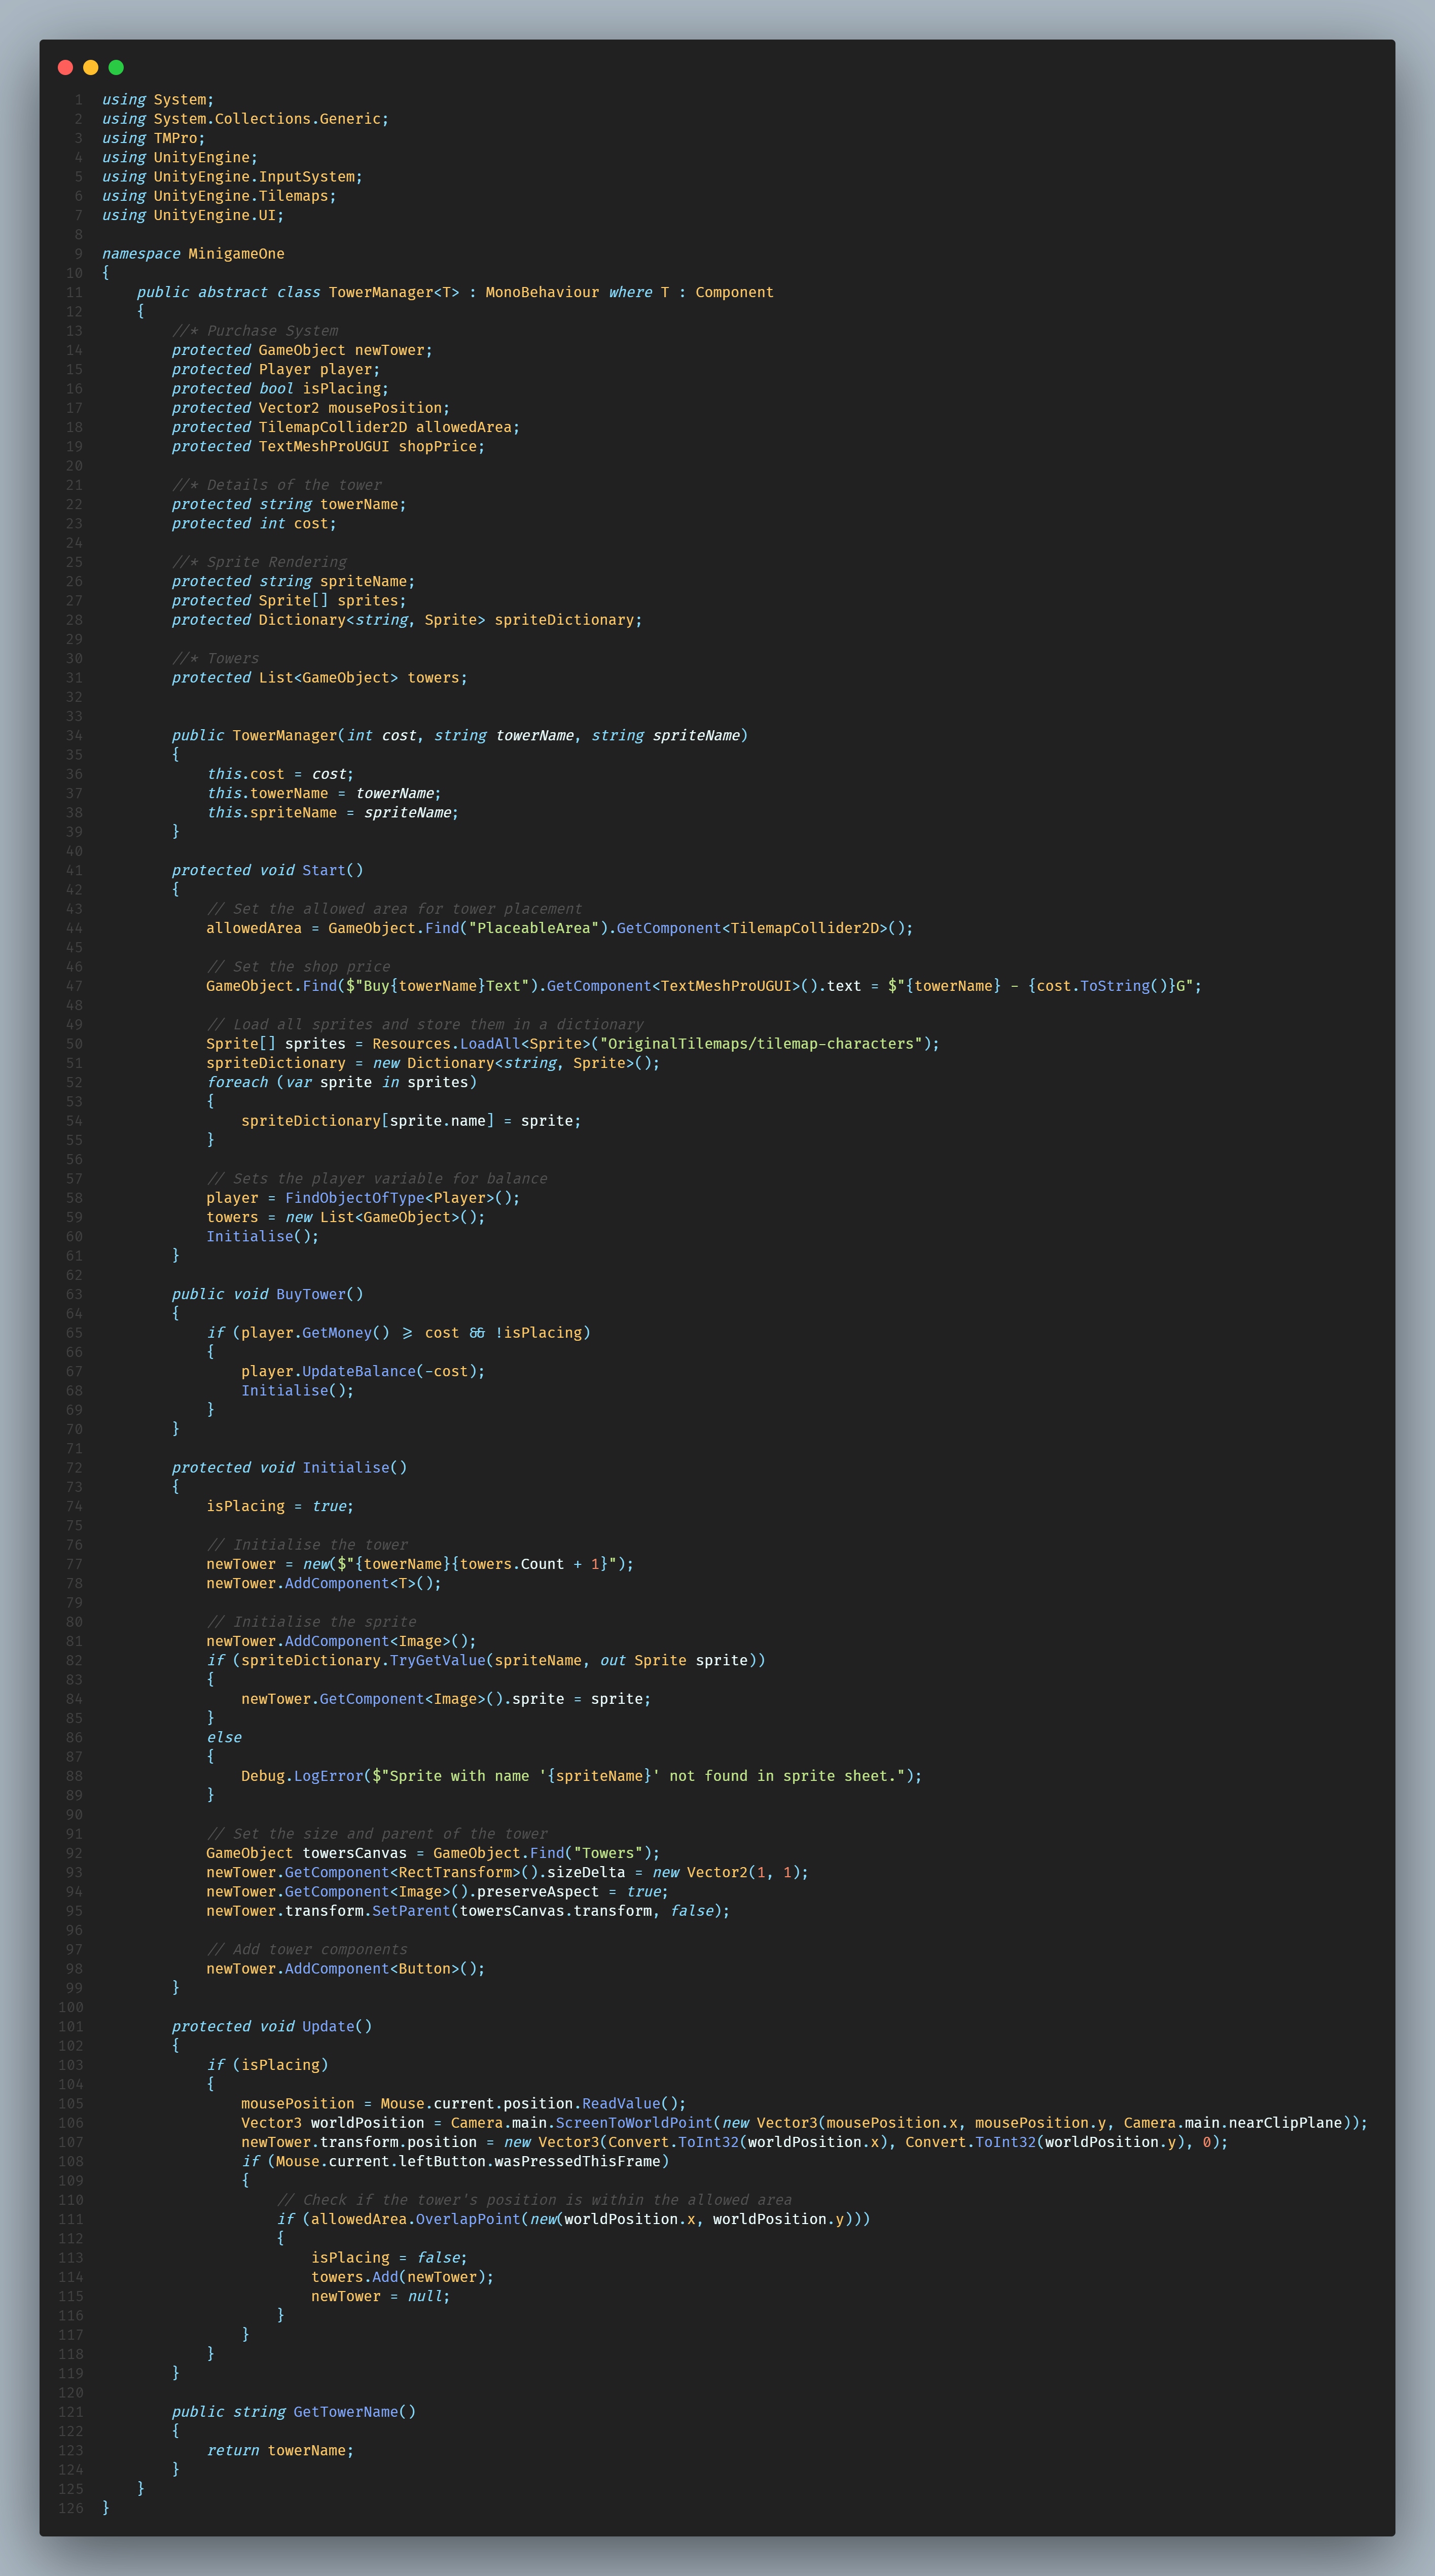 1 using System;
2 using System.Collections.Generic;
3 using TMPro;
4 using UnityEngine;
5 using UnityEngine.InputSystem;
6 using UnityEngine.Tilemaps;
7 using UnityEngine.UI;
8
9 namespace MinigameOne
10 {
11     public abstract class TowerManager<T> : MonoBehaviour where T : Component
12     {
13         //* Purchase System
14         protected GameObject newTower;
15         protected Player player;
16         protected bool isPlacing;
17         protected Vector2 mousePosition;
18         protected TilemapCollider2D allowedArea;
19         protected TextMeshProUGUI shopPrice;
20
21         //* Details of the tower
22         protected string towerName;
23         protected int cost;
24
25         //* Sprite Rendering
26         protected string spriteName;
27         protected Sprite[] sprites;
28         protected Dictionary<string, Sprite> spriteDictionary;
29
30         //* Towers
31         protected List<GameObject> towers;
32
33
34         public TowerManager(int cost, string towerName, string spriteName)
35         {
36             this.cost = cost;
37             this.towerName = towerName;
38             this.spriteName = spriteName;
39         }
40
41         protected void Start()
42         {
43             // Set the allowed area for tower placement
44             allowedArea = GameObject.Find("PlaceableArea").GetComponent<TilemapCollider2D>();
45
46             // Set the shop price
47             GameObject.Find($"Buy{towerName}Text").GetComponent<TextMeshProUGUI>().text = $"{towerName} - {cost.ToString()}G";
48
49             // Load all sprites and store them in a dictionary
50             Sprite[] sprites = Resources.LoadAll<Sprite>("OriginalTilemaps/tilemap-characters");
51             spriteDictionary = new Dictionary<string, Sprite>();
52             foreach (var sprite in sprites)
53             {
54                 spriteDictionary[sprite.name] = sprite;
55             }
56
57             // Sets the player variable for balance
58             player = FindObjectOfType<Player>();
59             towers = new List<GameObject>();
60             Initialise();
61         }
62
63         public void BuyTower()
64         {
65             if (player.GetMoney() >= cost && !isPlacing)
66             {
67                 player.UpdateBalance(-cost);
68                 Initialise();
69             }
70         }
71
72         protected void Initialise()
73         {
74             isPlacing = true;
75
76             // Initialise the tower
77             newTower = new($"{towerName}{towers.Count + 1}");
78             newTower.AddComponent<T>();
79
80             // Initialise the sprite
81             newTower.AddComponent<Image>();
82             if (spriteDictionary.TryGetValue(spriteName, out Sprite sprite))
83             {
84                 newTower.GetComponent<Image>().sprite = sprite;
85             }
86             else
87             {
88                 Debug.LogError($"Sprite with name '{spriteName}' not found in sprite sheet.");
89             }
90
91             // Set the size and parent of the tower
92             GameObject towersCanvas = GameObject.Find("Towers");
93             newTower.GetComponent<RectTransform>().sizeDelta = new Vector2(1, 1);
94             newTower.GetComponent<Image>().preserveAspect = true;
95             newTower.transform.SetParent(towersCanvas.transform, false);
96
97             // Add tower components
98             newTower.AddComponent<Button>();
99         }
100
101         protected void Update()
102         {
103             if (isPlacing)
104             {
105                 mousePosition = Mouse.current.position.ReadValue();
106                 Vector3 worldPosition = Camera.main.ScreenToWorldPoint(new Vector3(mousePosition.x, mousePosition.y, Camera.main.nearClipPlane));
107                 newTower.transform.position = new Vector3(Convert.ToInt32(worldPosition.x), Convert.ToInt32(worldPosition.y), 0);
108                 if (Mouse.current.leftButton.wasPressedThisFrame)
109                 {
110                     // Check if the tower's position is within the allowed area
111                     if (allowedArea.OverlapPoint(new(worldPosition.x, worldPosition.y)))
112                     {
113                         isPlacing = false;
114                         towers.Add(newTower);
115                         newTower = null;
116                     }
117                 }
118             }
119         }
120
121         public string GetTowerName()
122         {
123             return towerName;
124         }
125     }
126 }